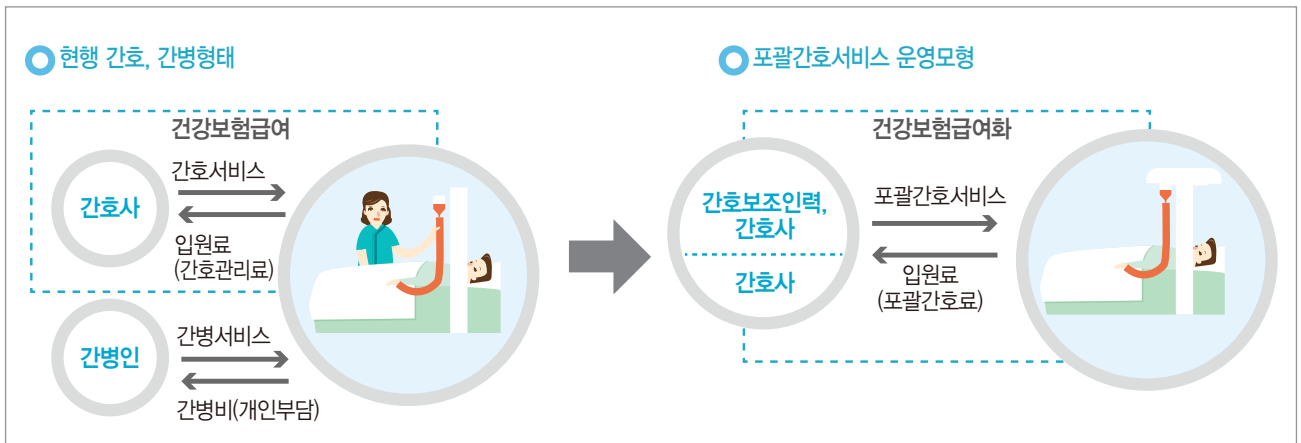 현행 간호, 간병형태
건강보험급여
간호사
간호서비스
입원료
(간호관리료)
간병인
간병서비스
간병비(개인부담)
포괄간호서비스 운영모형
건강보험급여화
간호보조인력,
간호사
간호사
포괄간호서비스
입원료
(포괄간호료)